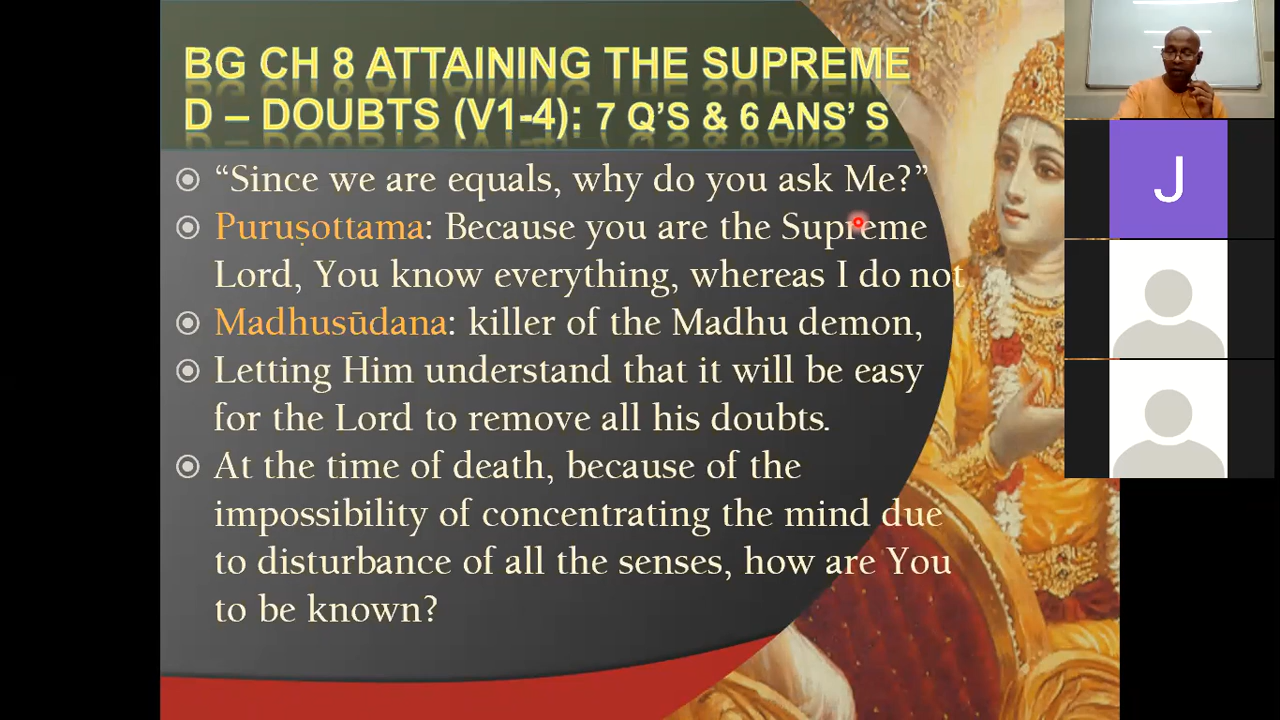 BG CH 8 ATTAINING THE SUPREME
D – DOUBTS (V1-4): 7 Q’S & 6 ANS’ S
“Since we are equals, why do you ask Me?”
Puruṣottama: Because you are the Supreme
Lord, You know everything, whereas I do not
Madhusūdana: killer of the Madhu demon,
Letting Him understand that it will be easy
for the Lord to remove all his doubts.
At the time of death, because of the
impossibility of concentrating the mind due
to disturbance of all the senses, how are You
to be known?
J